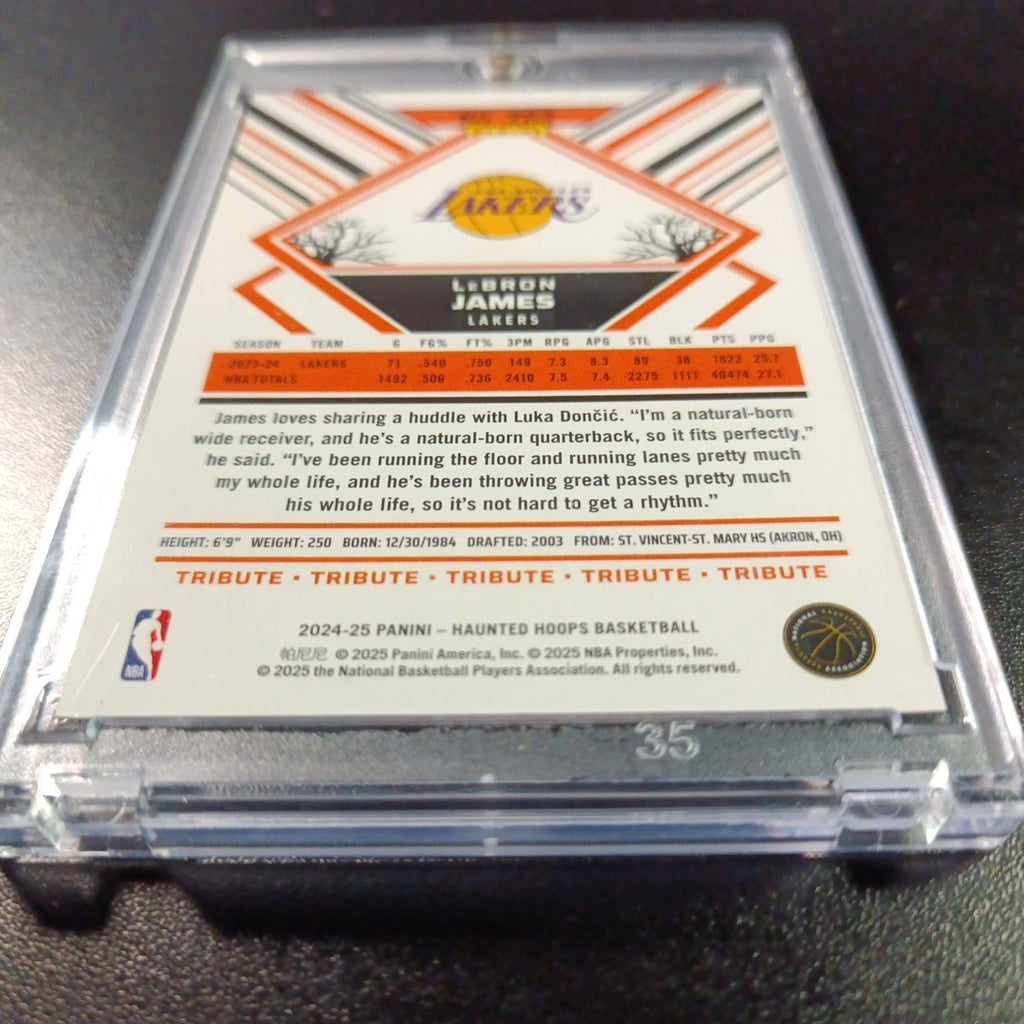 LOS ANGELES
LAKERS
LEBRON
JAMES
LAKERS
SEASON TEAM G FG% FT% 3PM RPG APG STL BLK PTS PPG
2023-24 LAKERS 71 .540 .750 149 7.3 8.3 89 38 1822 25.7
NBA TOTALS 1492 .506 .736 2410 7.5 7.4 2275 1111 40474 27.1
James loves sharing a huddle with Luka Dončić. “I’m a natural-born
wide receiver, and he’s a natural-born quarterback, so it fits perfectly,”
he said. “I’ve been running the floor and running lanes pretty much
my whole life, and he’s been throwing great passes pretty much
his whole life, so it’s not hard to get a rhythm.”
HEIGHT: 6'9" WEIGHT: 250 BORN: 12/30/1984 DRAFTED: 2003 FROM: ST. VINCENT-ST. MARY HS (AKRON, OH)
TRIBUTE • TRIBUTE • TRIBUTE • TRIBUTE • TRIBUTE
2024-25 PANINI – HAUNTED HOOPS BASKETBALL
帕尼尼 © 2025 Panini America, Inc. © 2025 NBA Properties, Inc.
© 2025 the National Basketball Players Association. All rights reserved.
NBA
NATIONAL BASKETBALL PLAYERS ASSOCIATION
35